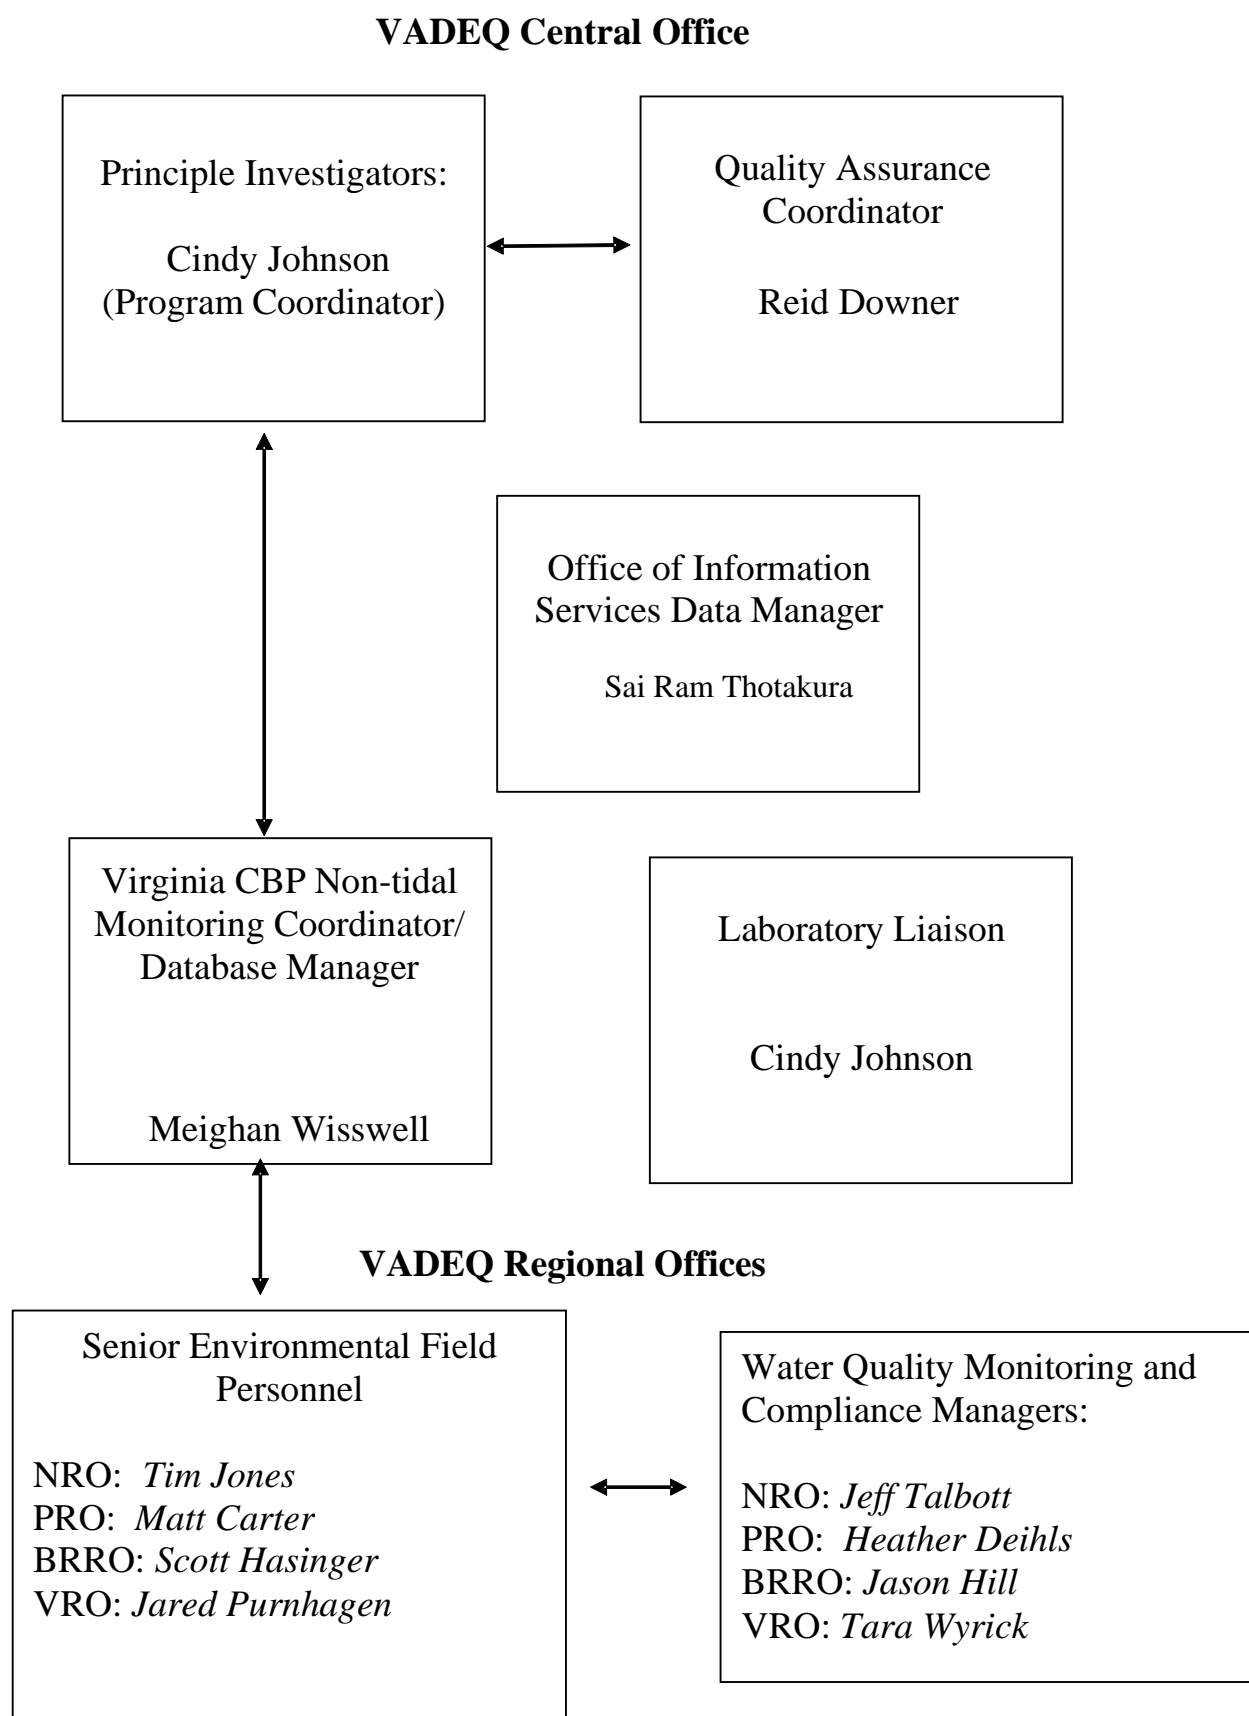 VADEQ Central Office
Principle Investigators:
Cindy Johnson
(Program Coordinator)
Quality Assurance
Coordinator
Reid Downer
Office of Information
Services Data Manager
Sai Ram Thotakura
Virginia CBP Non-tidal
Monitoring Coordinator/
Database Manager
Meighan Wisswell
Laboratory Liaison
Cindy Johnson
VADEQ Regional Offices
Senior Environmental Field
Personnel
NRO: Tim Jones
PRO: Matt Carter
BRRO: Scott Hasinger
VRO: Jared Purnhagen
Water Quality Monitoring and
Compliance Managers:
NRO: Jeff Talbott
PRO: Heather Deihls
BRRO: Jason Hill
VRO: Tara Wyrick